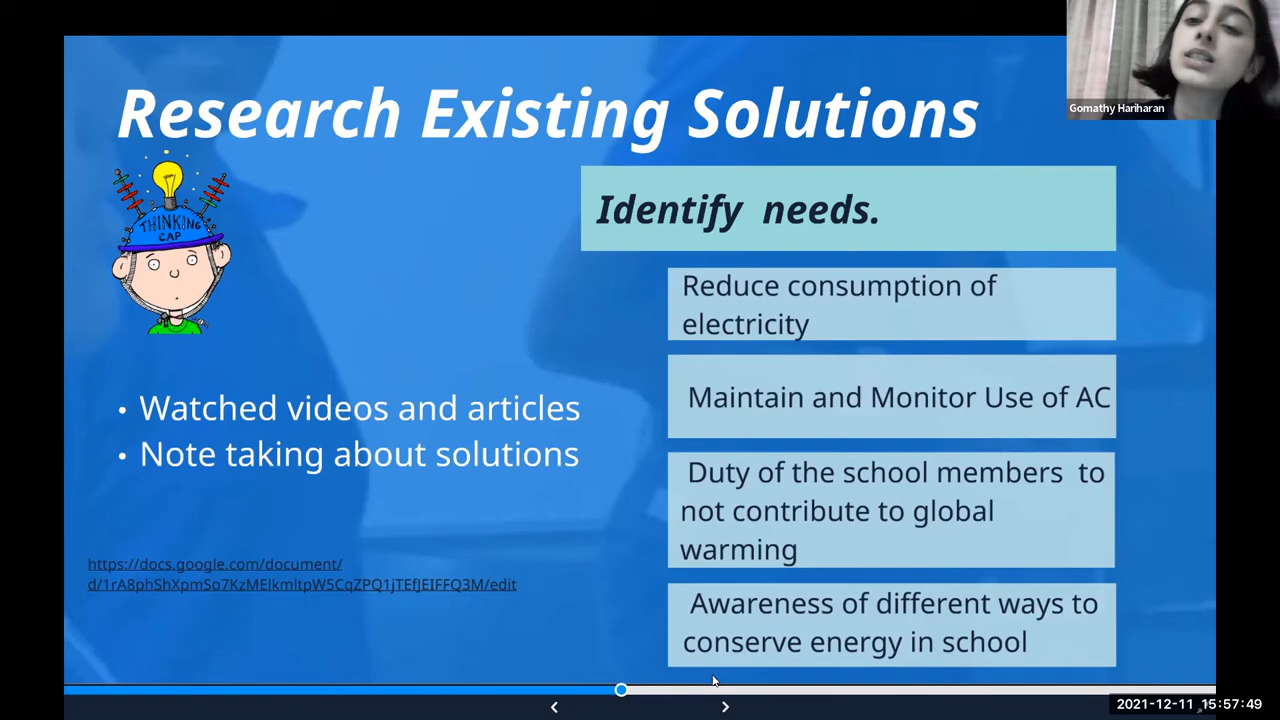 Research Existing Solutions
Gomathy Hariharan
THINKING
CAP
Identify needs.
Reduce consumption of
electricity
Maintain and Monitor Use of AC
Duty of the school members to
not contribute to global
warming
Awareness of different ways to
conserve energy in school
• Watched videos and articles
• Note taking about solutions
https://docs.google.com/document/
d/1rA8phShXpmSo7KzMElkmltpW5CqZPQ1jTEfJEIFFQ3M/edit
2021-12-11 15:57:49